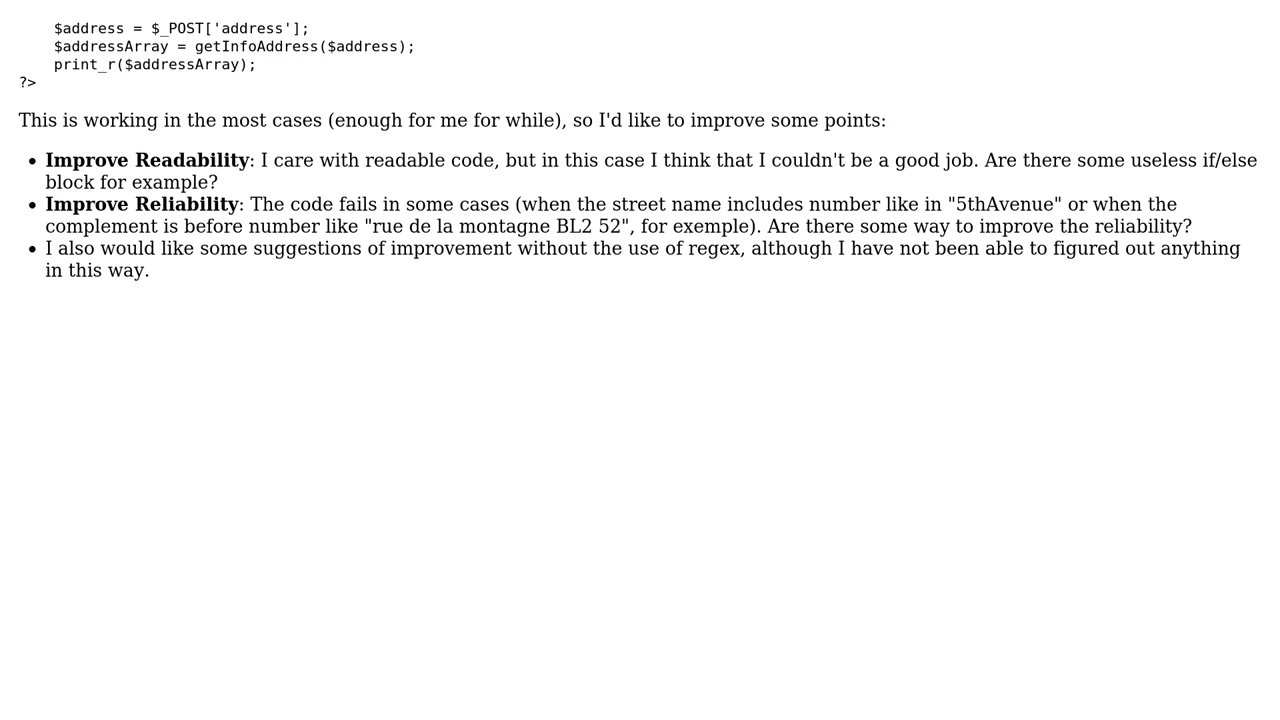 $address = $_POST['address'];
$addressArray = getInfoAddress($address);
print_r($addressArray);
?>
This is working in the most cases (enough for me for while), so I'd like to improve some points:
• Improve Readability: I care with readable code, but in this case I think that I couldn't be a good job. Are there some useless if/else
block for example?
• Improve Reliability: The code fails in some cases (when the street name includes number like in "5thAvenue" or when the
complement is before number like "rue de la montagne BL2 52", for exemple). Are there some way to improve the reliability?
• I also would like some suggestions of improvement without the use of regex, although I have not been able to figured out anything
in this way.